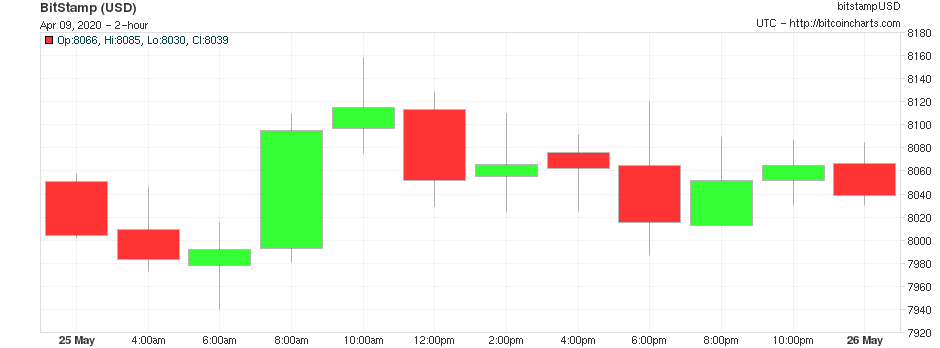 BitStamp (USD)
bitstampUSD
Apr 09, 2020 - 2-hour
UTC - http://bitcoincharts.com
Op:8066, Hi:8085, Lo:8030, Cl:8039
8180
8160
8140
8120
8100
8080
8060
8040
8020
8000
7980
7960
7940
7920
25 May 4:00am 6:00am 8:00am 10:00am 12:00pm 2:00pm 4:00pm 6:00pm 8:00pm 10:00pm 26 May